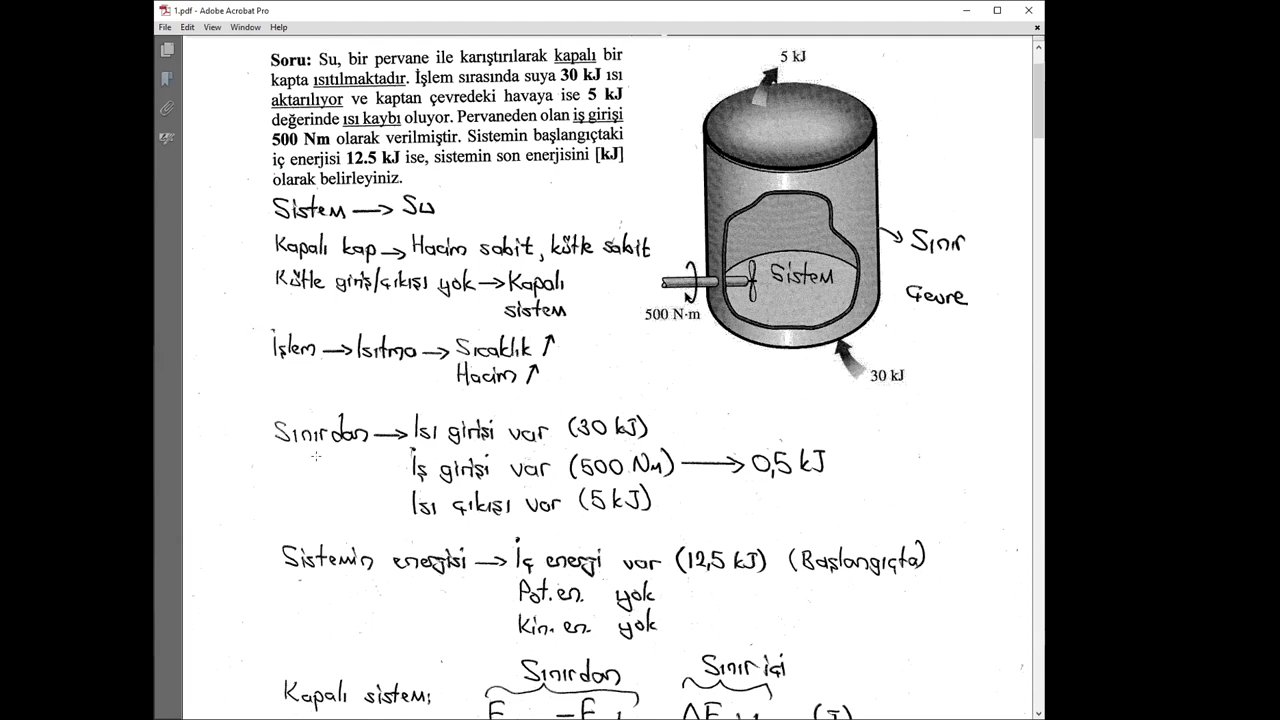 1.pdf - Adobe Acrobat Pro
File Edit View Window Help
Soru: Su, bir pervane ile karıştırılarak kapalı bir
kapta ısıtılmaktadır. İşlem sırasında suya 30 kJ ısı
aktarılıyor ve kaptan çevredeki havaya ise 5 kJ
değerinde ısı kaybı oluyor. Pervaneden olan iş girişi
500 Nm olarak verilmiştir. Sistemin başlangıçtaki
iç enerjisi 12.5 kJ ise, sistemin son enerjisini [kJ]
olarak belirleyiniz.
5 kJ
Sistem → Su
Kapalı kap → Hacim sabit, kütle sabit
Kütle giriş/çıkışı yok → Kapalı
sistem
Sistem
Sınır
Çevre
500 N·m
30 kJ
İşlem → Isıtma → Sıcaklık ↑
Hacim ↑
Sınırdan → Isı girişi var (30 kJ)
İş girişi var (500 Nm) → 0,5 kJ
Isı çıkışı var (5 kJ)
Sistemin enerjisi → İç enerji var (12,5 kJ) (Başlangıçta)
Pot. en. yok
Kin. en. yok
Sınırdan Sınır içi
Kapalı sistem;